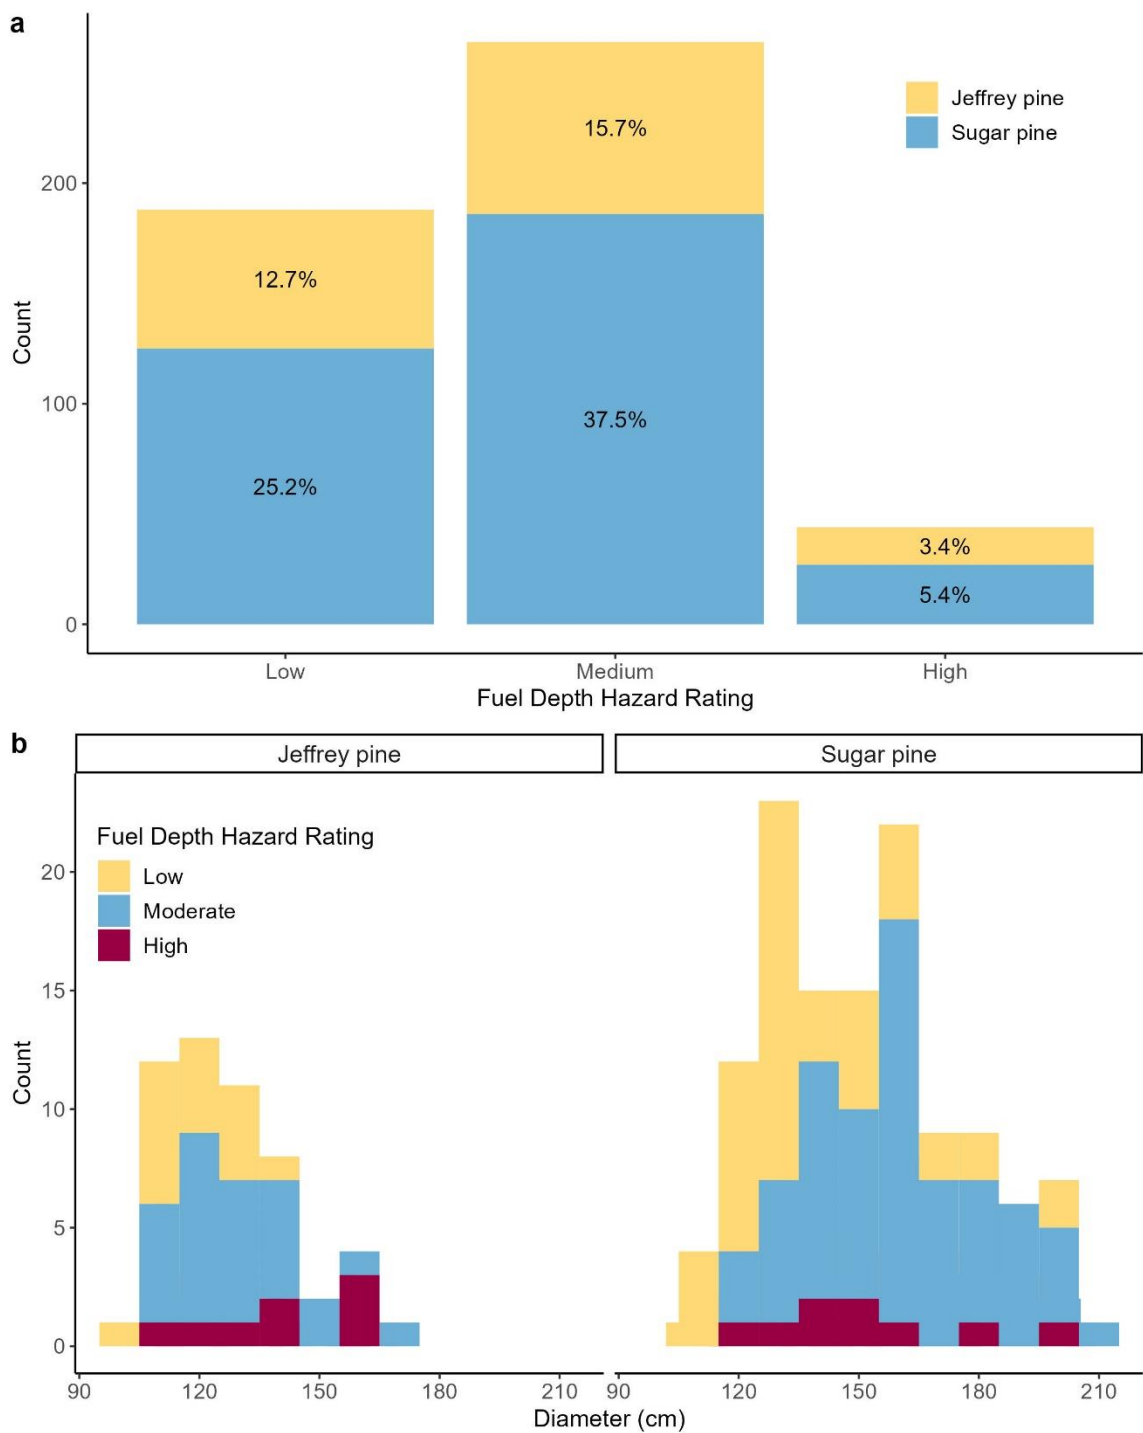 a
Jeffrey pine
Sugar pine
15.7%
12.7%
37.5%
25.2%
3.4%
5.4%
200
100
0
Count
Low Medium High
Fuel Depth Hazard Rating
b
Jeffrey pine Sugar pine
Fuel Depth Hazard Rating
Low
Moderate
High
20
15
10
5
0
Count
90 120 150 180 210 90 120 150 180 210
Diameter (cm)